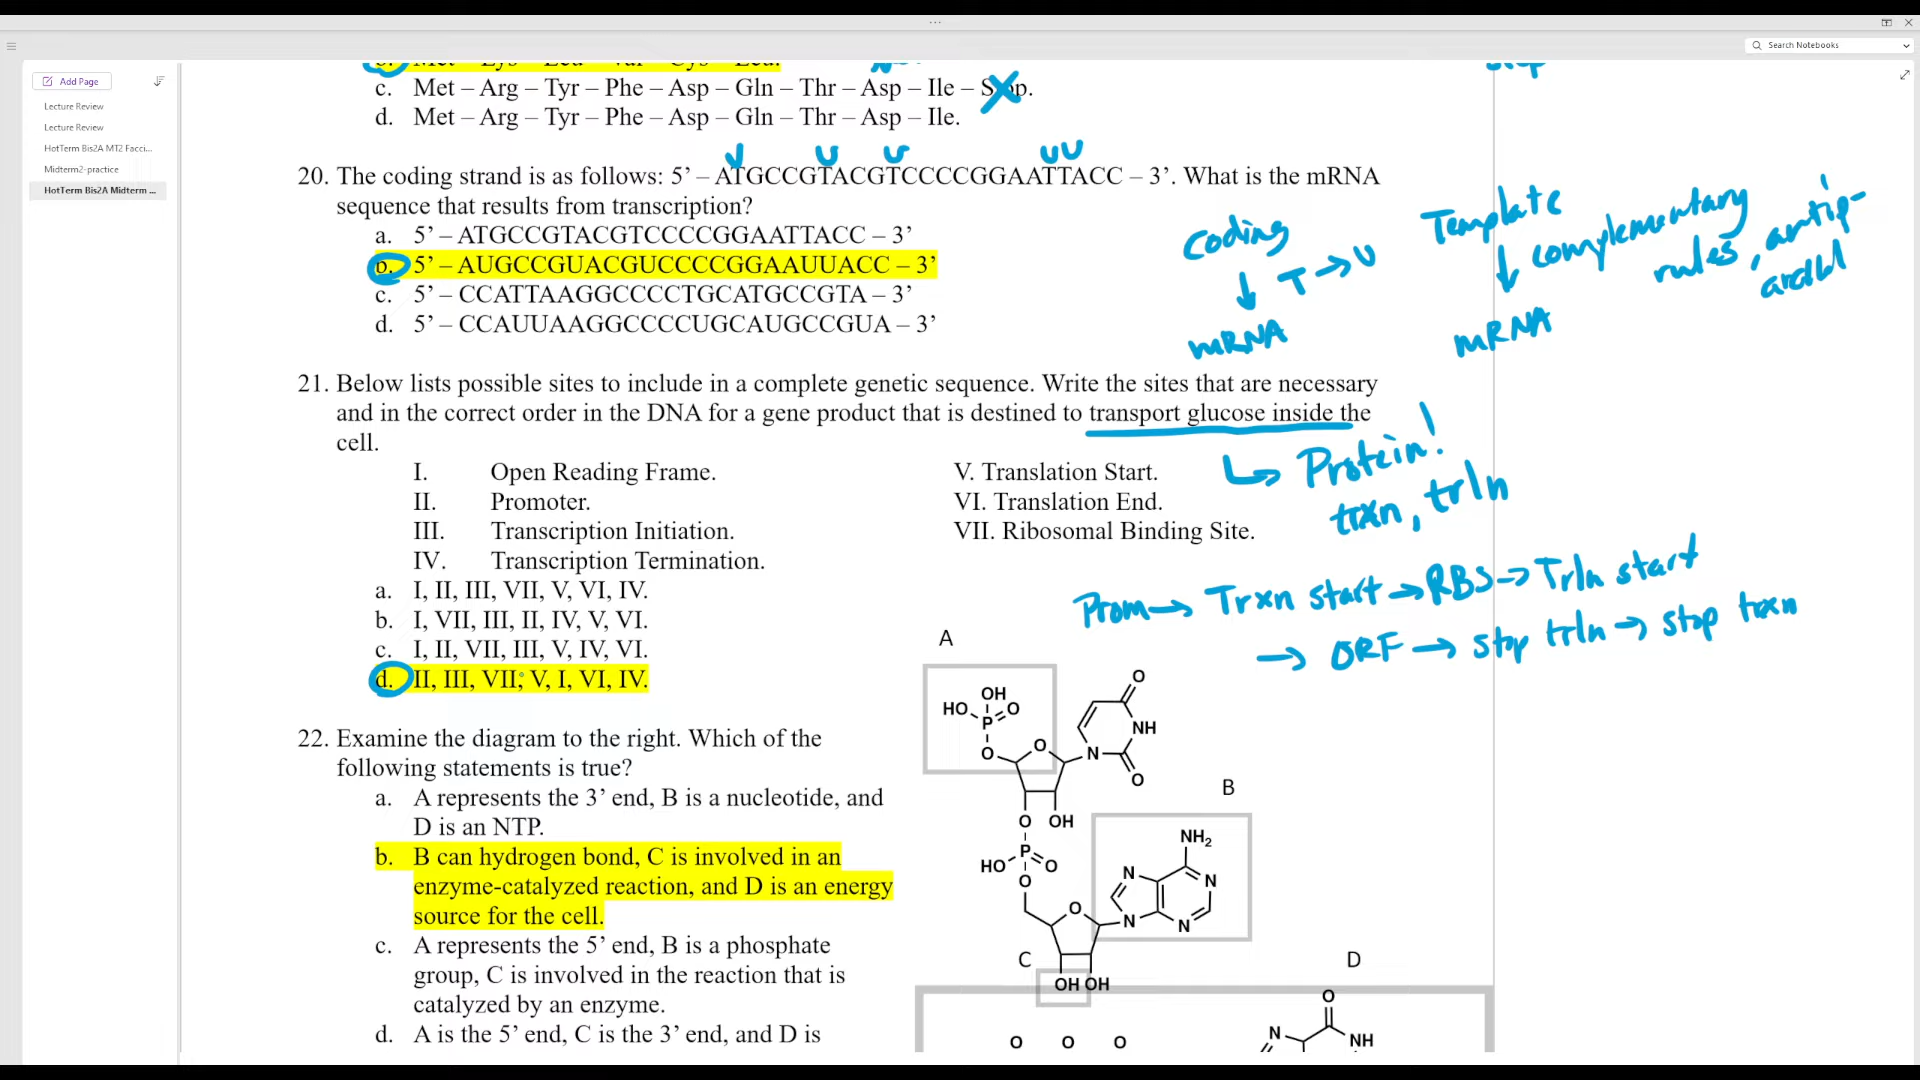 Search Notebooks
Add Page
Lecture Review
Lecture Review
HotTerm Bis2A MT2 Facci...
Midterm2-practice
HotTerm Bis2A Midterm ...
b. Met – Lys – Leu – Val – Cys – Leu.
c. Met – Arg – Tyr – Phe – Asp – Gln – Thr – Asp – Ile – Stop.
d. Met – Arg – Tyr – Phe – Asp – Gln – Thr – Asp – Ile.
U U U U U
20. The coding strand is as follows: 5’ – ATGCCGTACGTCCCCGGAATTACC – 3’. What is the mRNA
sequence that results from transcription?
a. 5’ – ATGCCGTACGTCCCCGGAATTACC – 3’
b. 5’ – AUGCCGUACGUCCCCGGAAUUACC – 3’
c. 5’ – CCATTAAGGCCCCTGCATGCCGTA – 3’
d. 5’ – CCAUUAAGGCCCCUGCAUGCCGUA – 3’
Coding
T → U
mRNA
Template
complementary
rules, antip-
arallel
mRNA
21. Below lists possible sites to include in a complete genetic sequence. Write the sites that are necessary
and in the correct order in the DNA for a gene product that is destined to transport glucose inside the
cell.
I. Open Reading Frame.
II. Promoter.
III. Transcription Initiation.
IV. Transcription Termination.
V. Translation Start.
VI. Translation End.
VII. Ribosomal Binding Site.
Protein!
trxn, trln
a. I, II, III, VII, V, VI, IV.
b. I, VII, III, II, IV, V, VI.
c. I, II, VII, III, V, IV, VI.
d. II, III, VII, V, I, VI, IV.
Prom → Trxn start → RBS → Trln start
→ ORF → stop trln → stop trxn
22. Examine the diagram to the right. Which of the
following statements is true?
a. A represents the 3’ end, B is a nucleotide, and
D is an NTP.
b. B can hydrogen bond, C is involved in an
enzyme-catalyzed reaction, and D is an energy
source for the cell.
c. A represents the 5’ end, B is a phosphate
group, C is involved in the reaction that is
catalyzed by an enzyme.
d. A is the 5’ end, C is the 3’ end, and D is
A
OH
HO P O
O
O
O
NH
N
O
O OH
B
NH2
HO P O
O
N
N
O
N
N
C
OH OH
D
O
O O O
N
NH